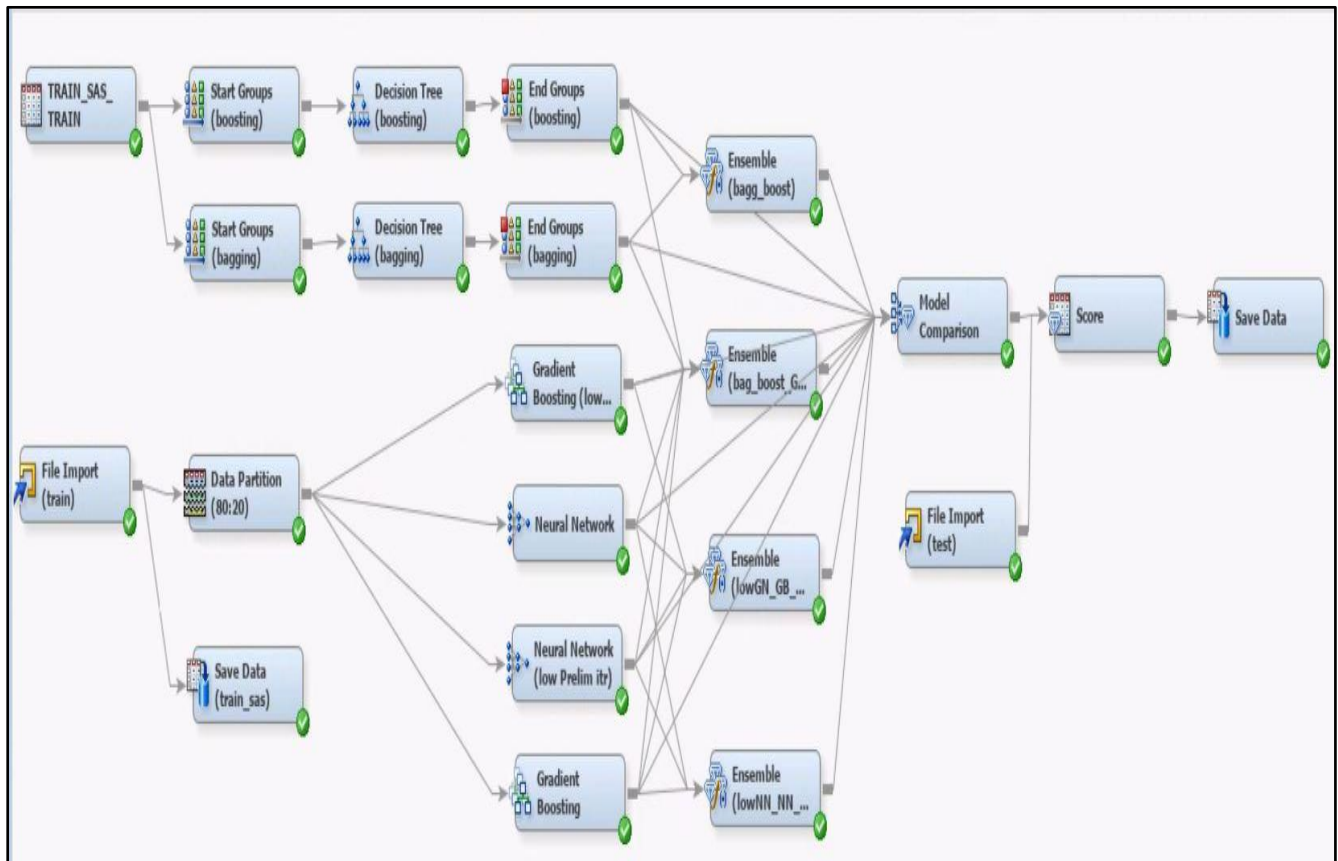 TRAIN_SAS_
TRAIN
Start Groups
(boosting)
Decision Tree
(boosting)
End Groups
(boosting)
Ensemble
(bagg_boost)
Start Groups
(bagging)
Decision Tree
(bagging)
End Groups
(bagging)
Model
Comparison
Score
Save Data
Gradient
Boosting (low...
Ensemble
(bag_boost_G...
File Import
(train)
Data Partition
(80:20)
Neural Network
File Import
(test)
Ensemble
(lowGN_GB_...
Neural Network
(low Prelim itr)
Save Data
(train_sas)
Gradient
Boosting
Ensemble
(lowNN_NN_...